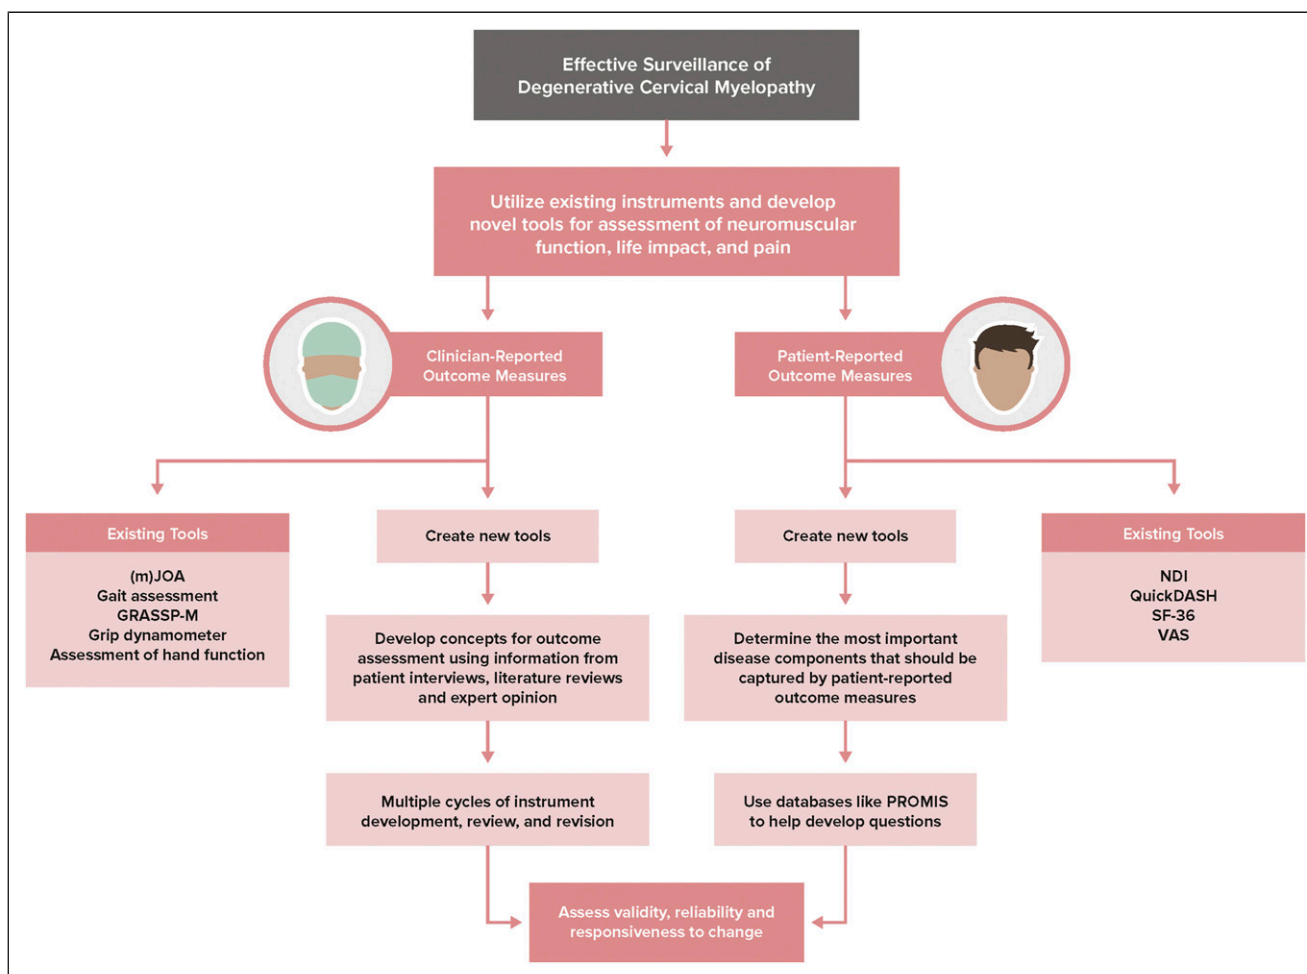 Effective Surveillance of
Degenerative Cervical Myelopathy
Utilize existing instruments and develop
novel tools for assessment of neuromuscular
function, life impact, and pain
Clinician-Reported
Outcome Measures
Patient-Reported
Outcome Measures
Existing Tools
(m)JOA
Gait assessment
GRASSP-M
Grip dynamometer
Assessment of hand function
Create new tools
Develop concepts for outcome
assessment using information from
patient interviews, literature reviews
and expert opinion
Multiple cycles of instrument
development, review, and revision
Create new tools
Determine the most important
disease components that should be
captured by patient-reported
outcome measures
Use databases like PROMIS
to help develop questions
Existing Tools
NDI
QuickDASH
SF-36
VAS
Assess validity, reliability and
responsiveness to change